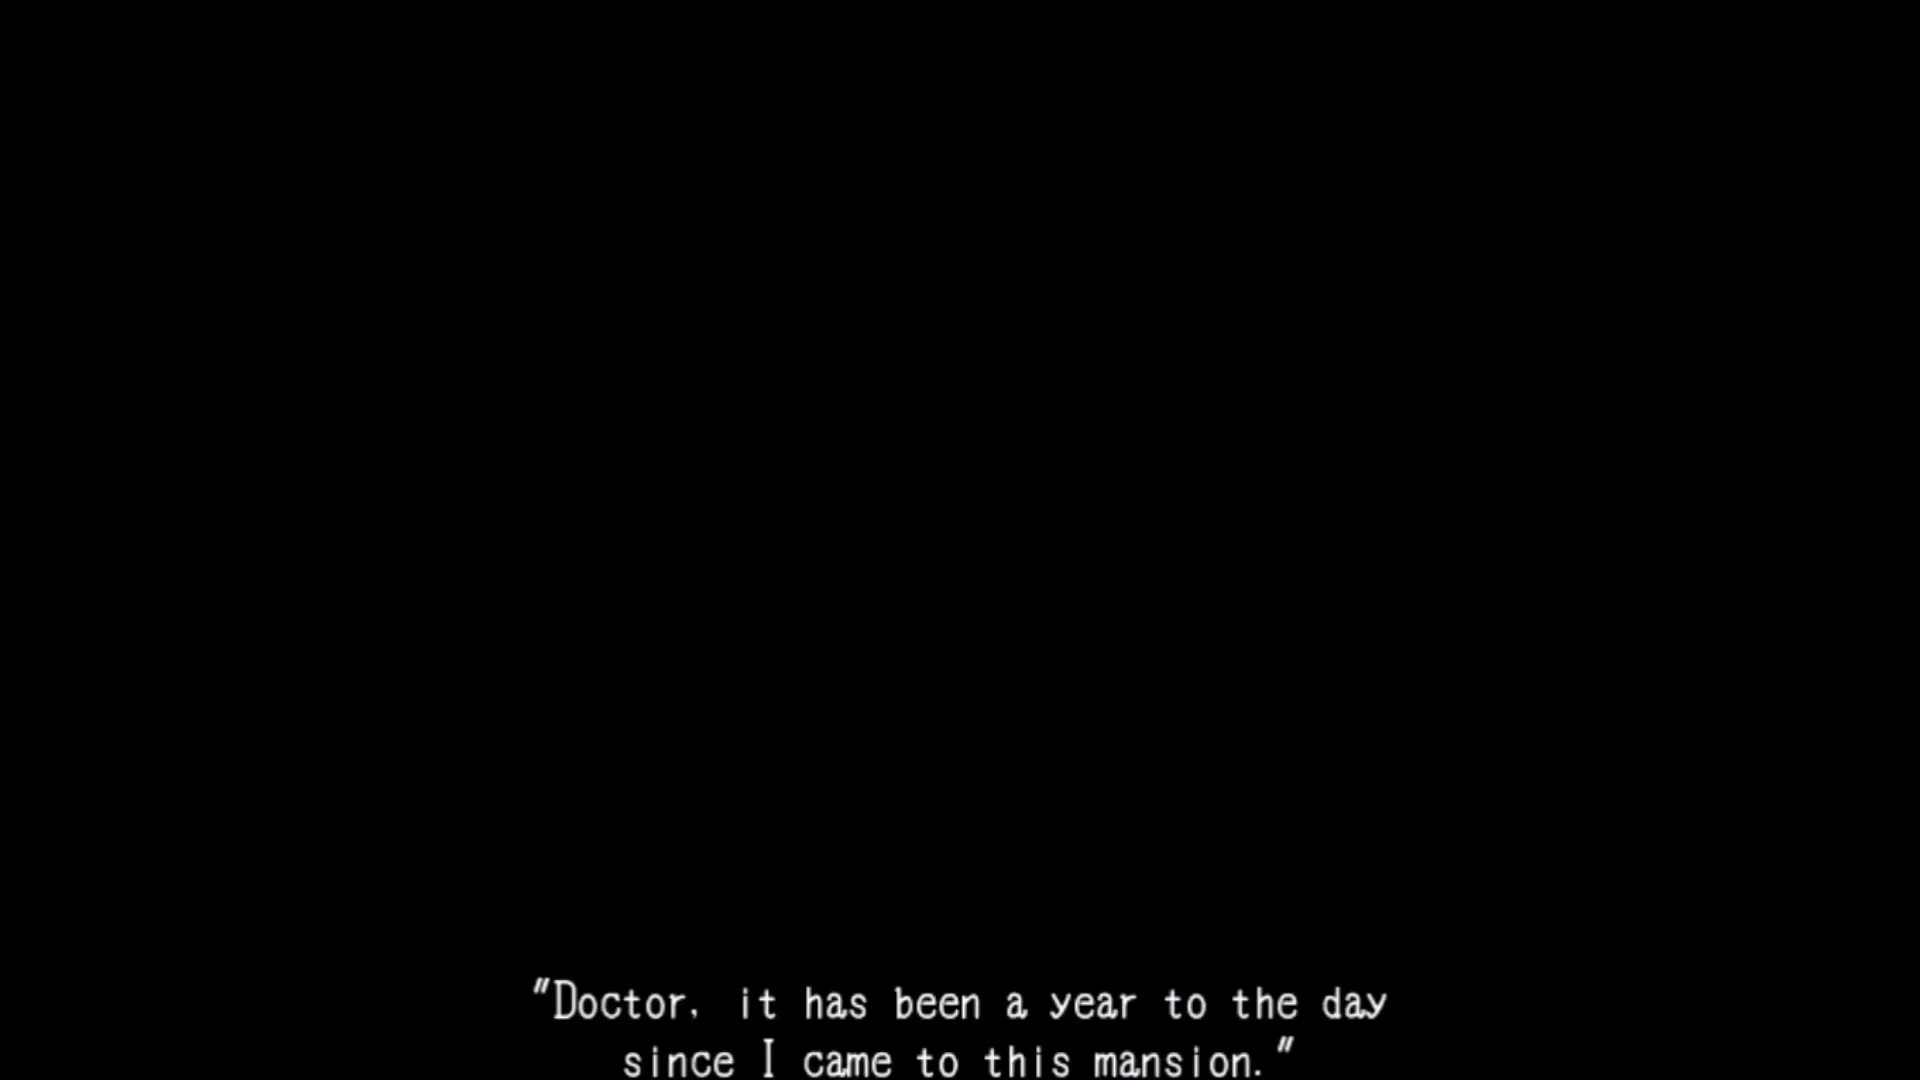 "Doctor, it has been a year to the day
since I came to this mansion."